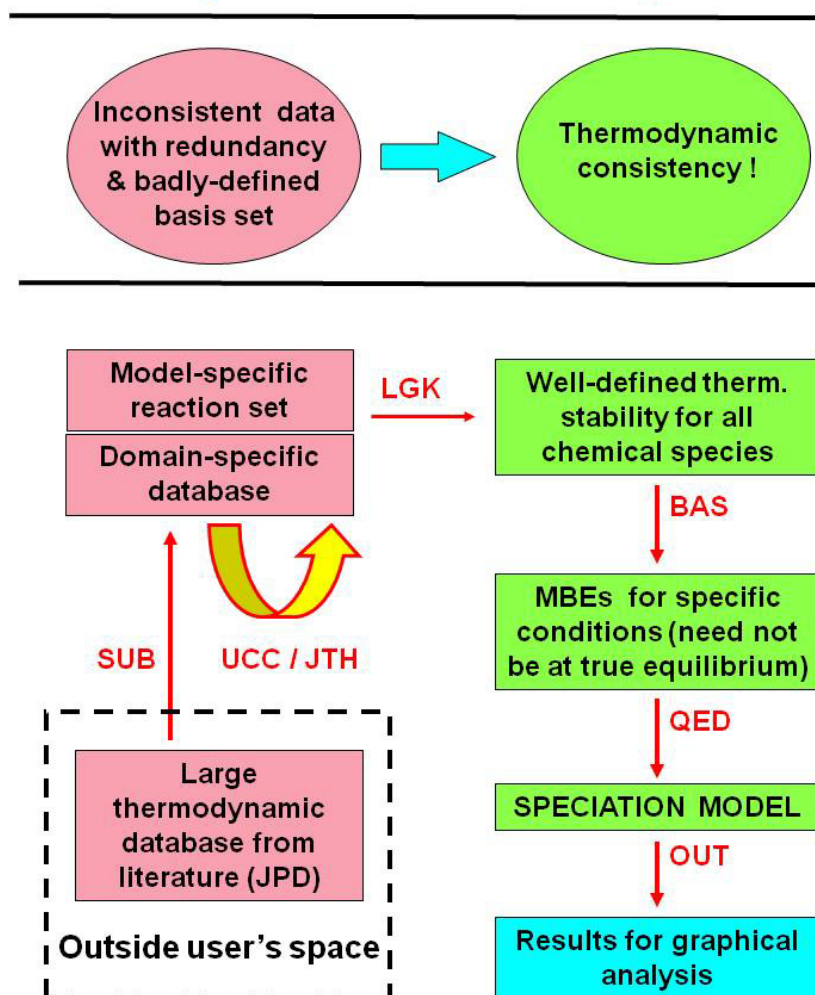 Inconsistent data
with redundancy
& badly-defined
basis set
Thermodynamic
consistency !
Model-specific
reaction set
Domain-specific
database
LGK
Well-defined therm.
stability for all
chemical species
BAS
SUB
UCC / JTH
MBEs for specific
conditions (need not
be at true equilibrium)
QED
Large
thermodynamic
database from
literature (JPD)
SPECIATION MODEL
OUT
Outside user's space
Results for graphical
analysis